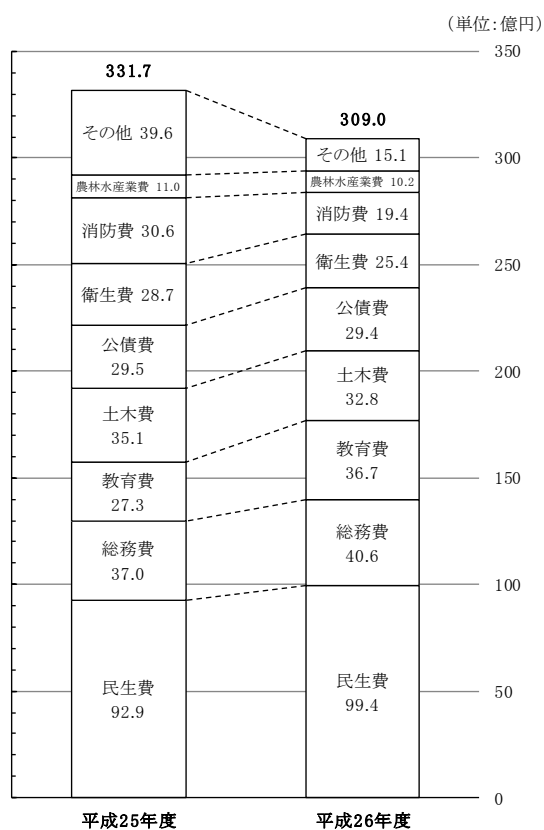 （単位：億円）
350
331.7
309.0
その他 39.6
300
その他 15.1
農林水産業費 11.0
農林水産業費 10.2
消防費 30.6
消防費 19.4
250
衛生費 28.7
衛生費 25.4
公債費
29.5
公債費
29.4
200
土木費
35.1
土木費
32.8
150
教育費
27.3
教育費
36.7
総務費
37.0
総務費
40.6
100
民生費
92.9
民生費
99.4
50
0
平成25年度
平成26年度